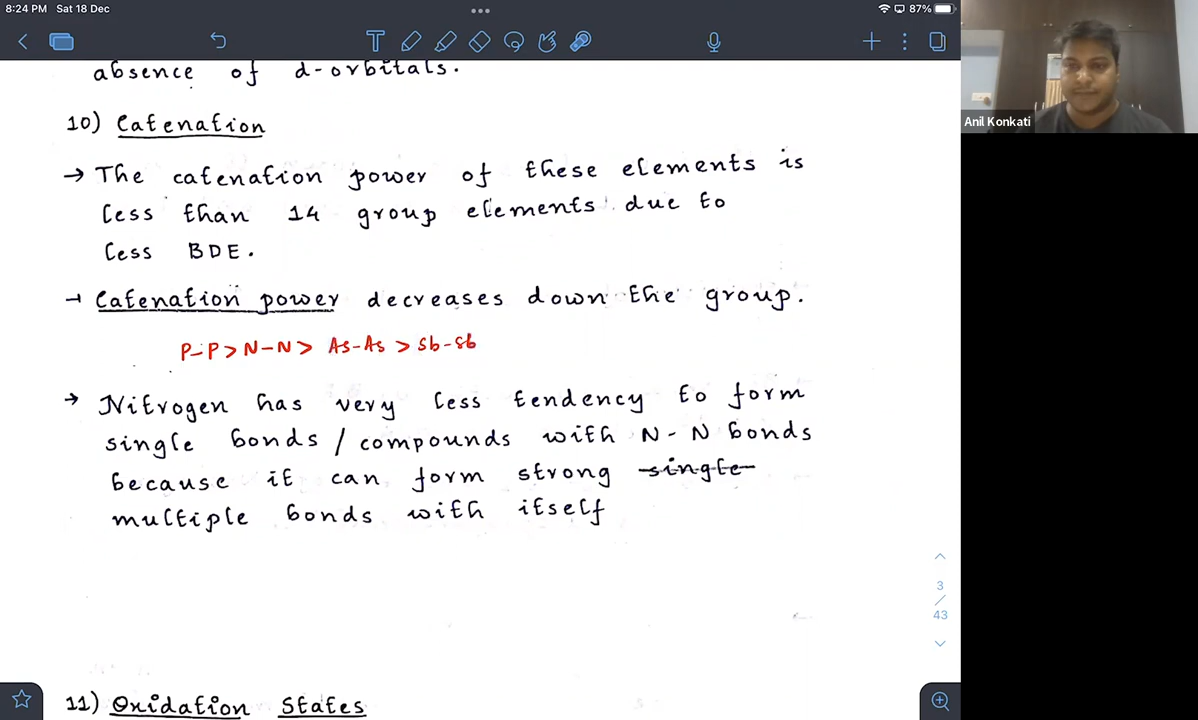 8:24 PM Sat 18 Dec
87%
absence of d-orbitals.
10) Catenation
→ The catenation power of these elements is
less than 14 group elements due to
less BDE.
→ Catenation power decreases down the group.
P-P > N-N > As-As > Sb-Sb
→ Nitrogen has very less tendency to form
single bonds / compounds with N-N bonds
because it can form strong single
multiple bonds with itself
11) Oxidation States
3
/
43
Anil Konkati